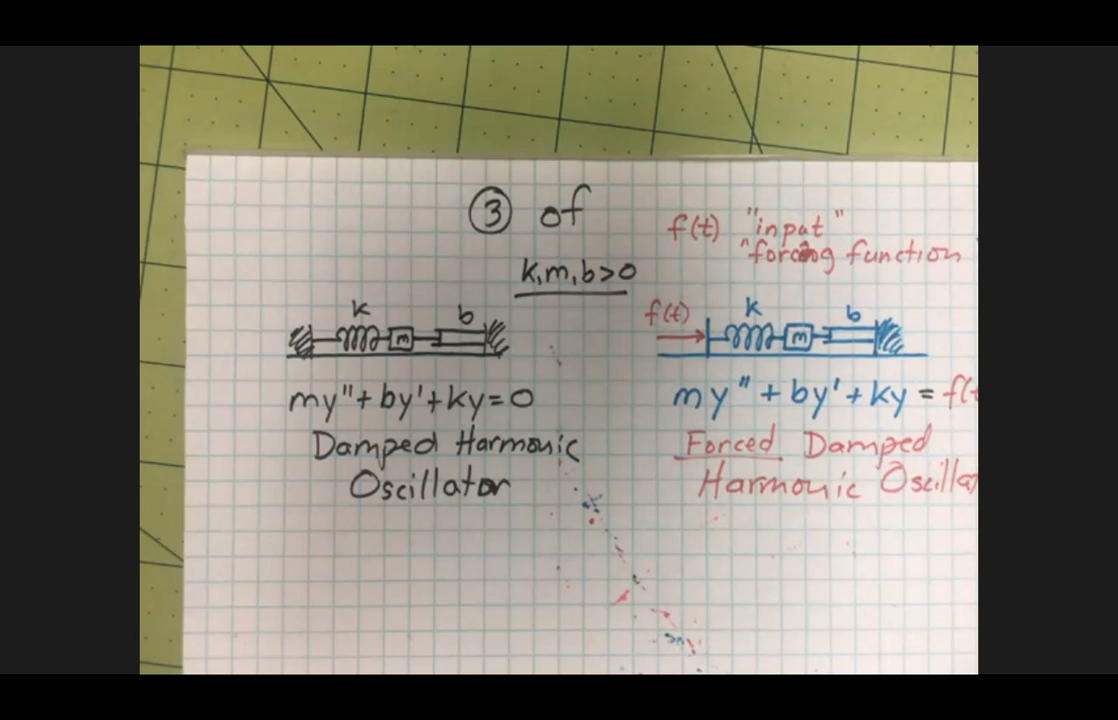 ③ of
f(t) "input"
"forcing function
k,m,b>0
k
b
m
f(t)
k
b
m
my"+by'+ky=0
my"+by'+ky = f(t
Damped Harmonic
Oscillator
Forced Damped
Harmonic Oscilla